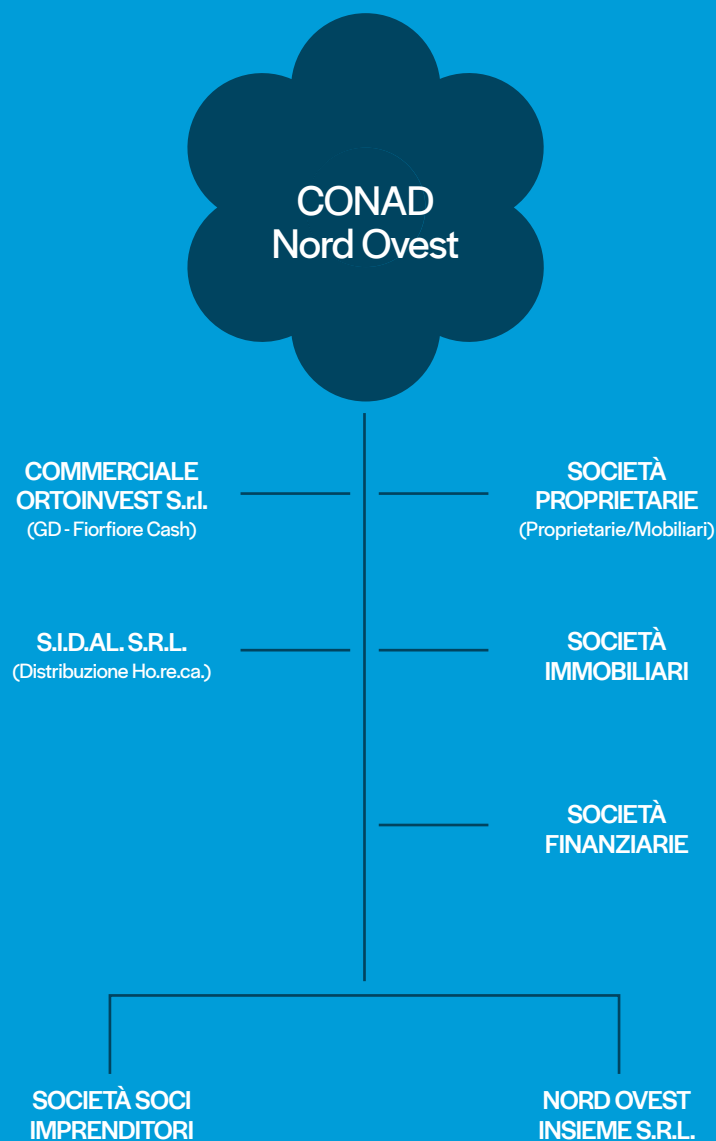 CONAD
Nord Ovest
COMMERCIALE
ORTOINVEST S.r.l.
(GD - Fiorfiore Cash)
SOCIETÀ
PROPRIETARIE
(Proprietarie/Mobiliari)
S.I.D.AL. S.R.L.
(Distribuzione Ho.re.ca.)
SOCIETÀ
IMMOBILIARI
SOCIETÀ
FINANZIARIE
SOCIETÀ SOCI
IMPRENDITORI
NORD OVEST
INSIEME S.R.L.